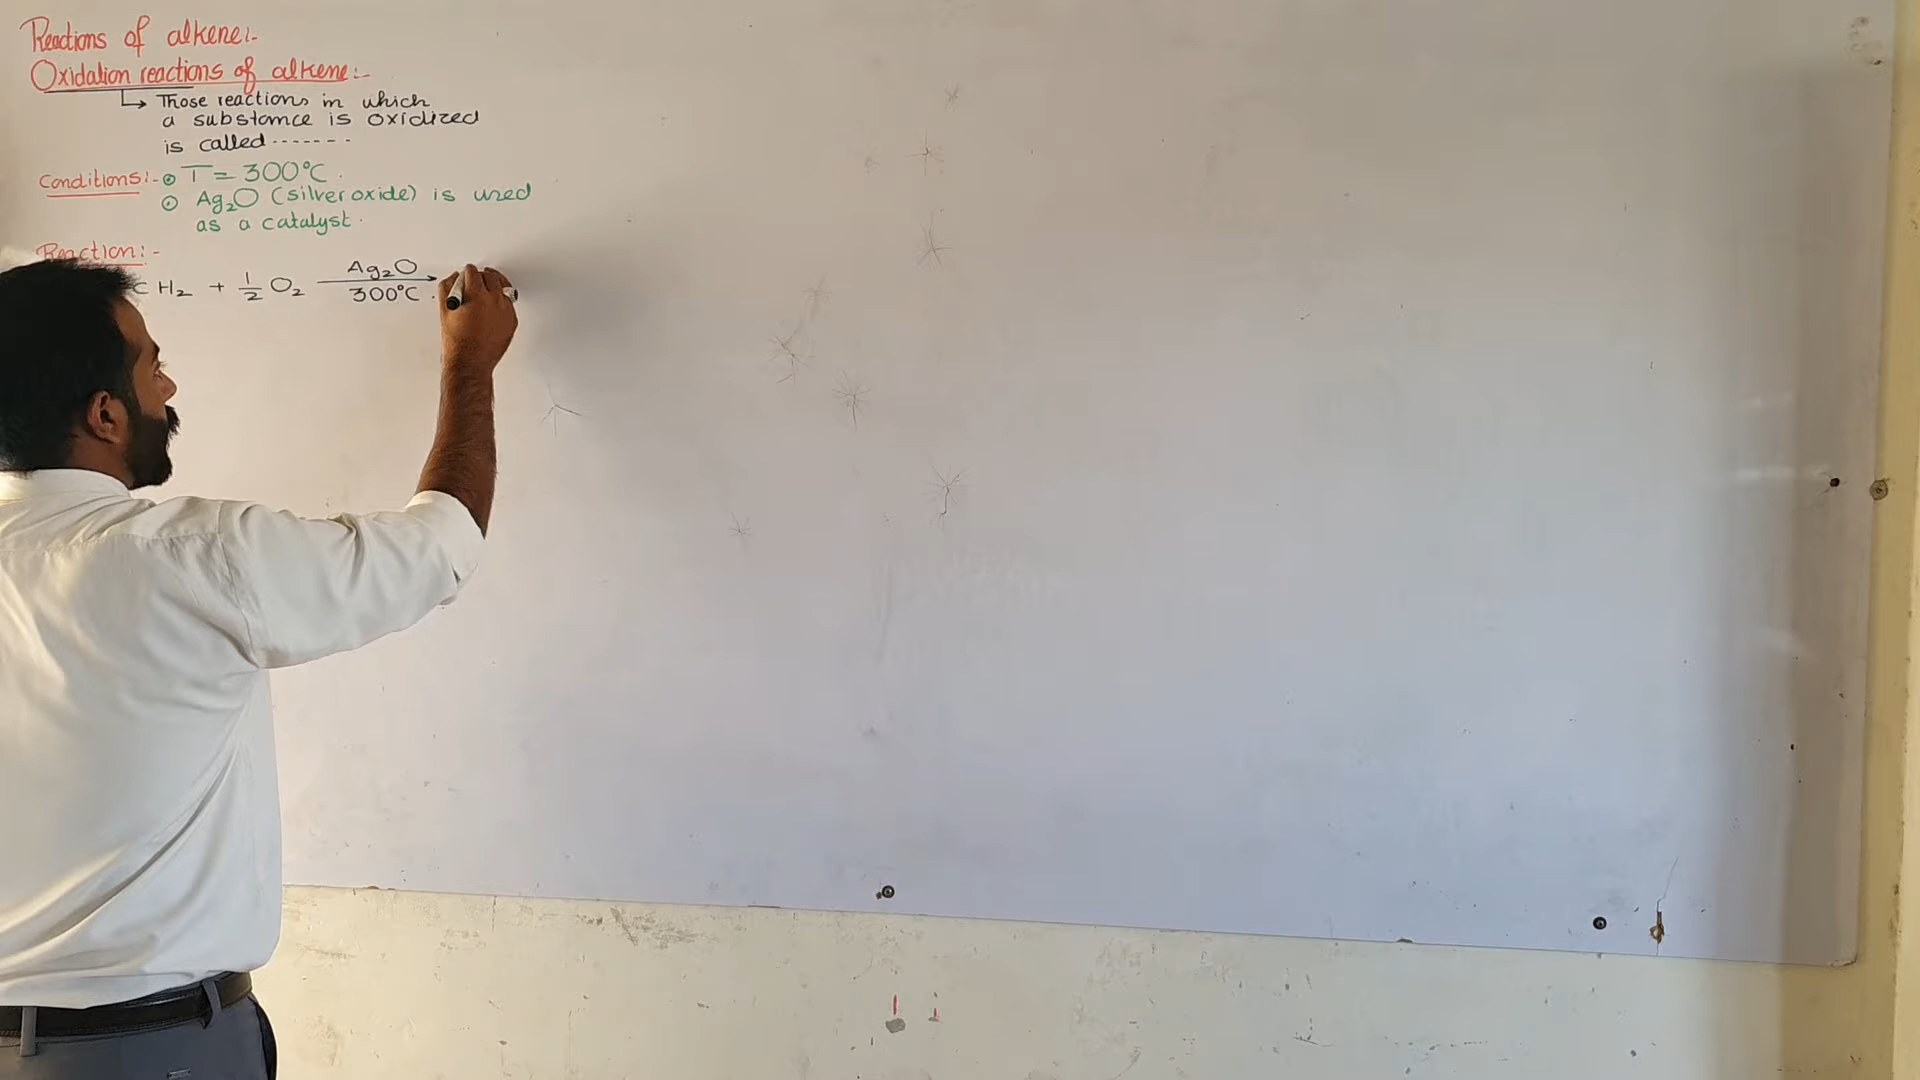 Reactions of alkene:-
Oxidation reactions of alkene:-
↳ Those reactions in which
a substance is oxidized
is called -------
Conditions:- ⊙ T = 300°C.
⊙ Ag₂O (silver oxide) is used
as a catalyst.
Reaction:-
CH₂ + 1/2 O₂ Ag₂O → 300°C.